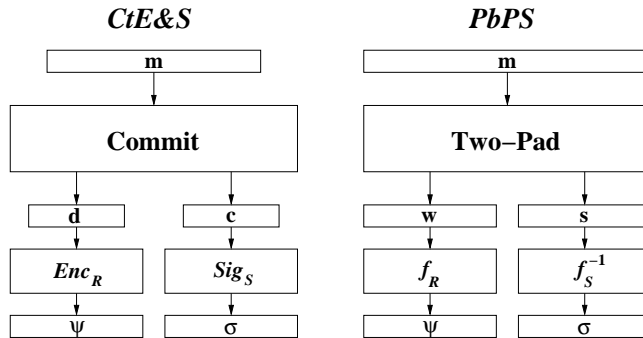 CtE&S PbPS
m m
Commit Two–Pad
d c w s
Enc_R Sig_S f_R f_S^{-1}
ψ σ ψ σ